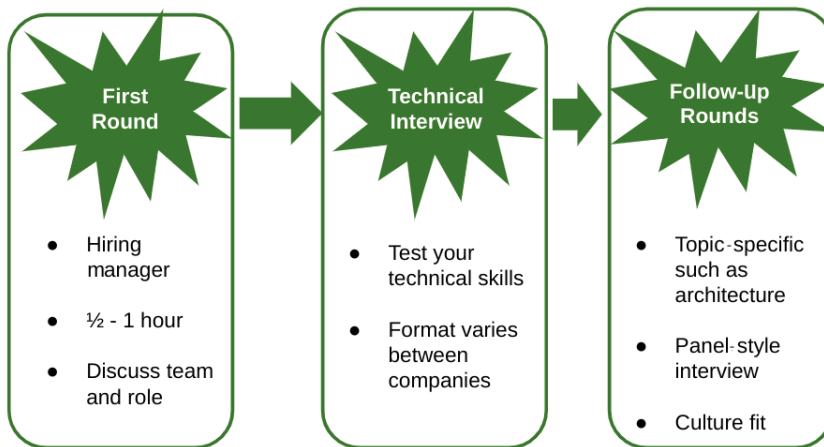 First
Round
Hiring
manager
½ - 1 hour
Discuss team
and role
Technical
Interview
Test your
technical skills
Format varies
between
companies
Follow-Up
Rounds
Topic-specific
such as
architecture
Panel-style
interview
Culture fit